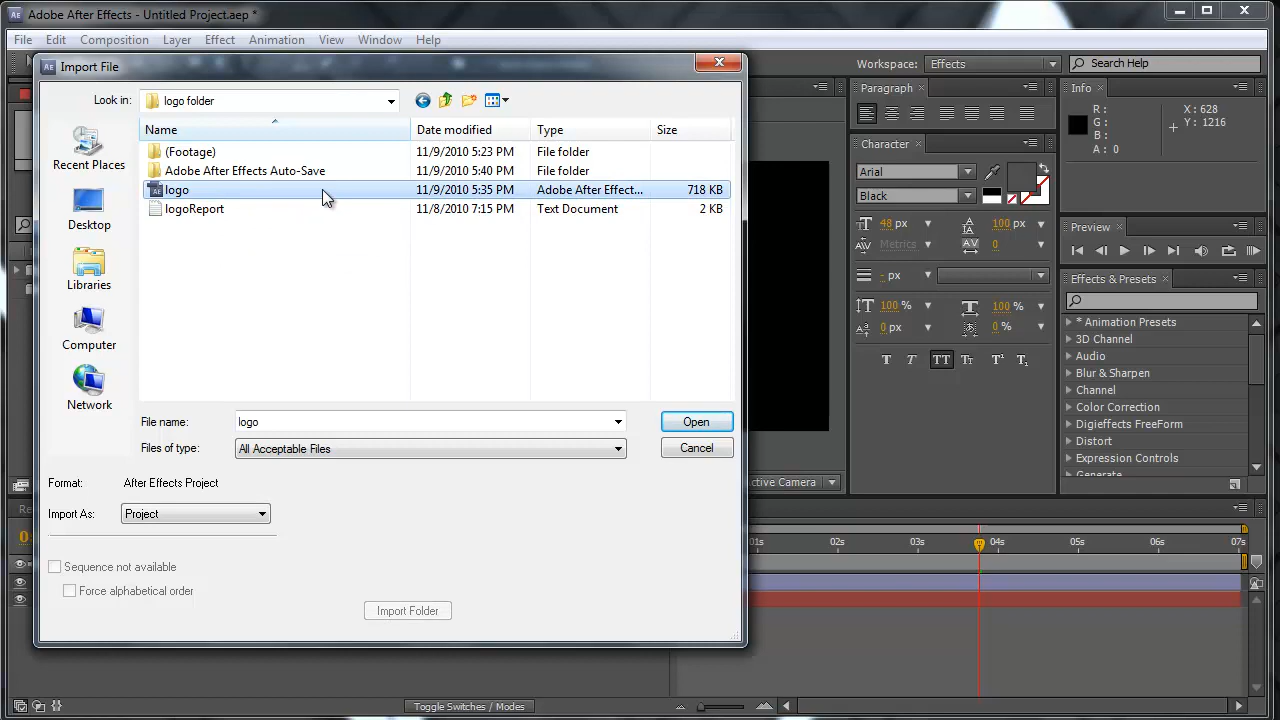 Adobe After Effects - Untitled Project.aep *
File Edit Composition Layer Effect Animation View Window Help
Import File
Workspace: Effects
Search Help
Look in: logo folder
Name Date modified Type Size
(Footage) 11/9/2010 5:23 PM File folder
Adobe After Effects Auto-Save 11/9/2010 5:40 PM File folder
logo 11/9/2010 5:35 PM Adobe After Effect... 718 KB
logoReport 11/8/2010 7:15 PM Text Document 2 KB
Recent Places
Desktop
Libraries
Computer
Network
File name: logo
Open
Files of type: All Acceptable Files
Cancel
Format: After Effects Project
Import As: Project
Sequence not available
Force alphabetical order
Import Folder
Paragraph
Character
Arial
Black
48 px
100 px
Metrics
0
- px
100 %
100 %
0 px
0 %
Info
R:
G:
B:
A: 0
X: 628
Y: 1216
Preview
Effects & Presets
* Animation Presets
3D Channel
Audio
Blur & Sharpen
Channel
Color Correction
Digieffects FreeForm
Distort
Expression Controls
Generate
ctive Camera
Re
0:
01s 02s 03s 04s 05s 06s 07s
Toggle Switches / Modes